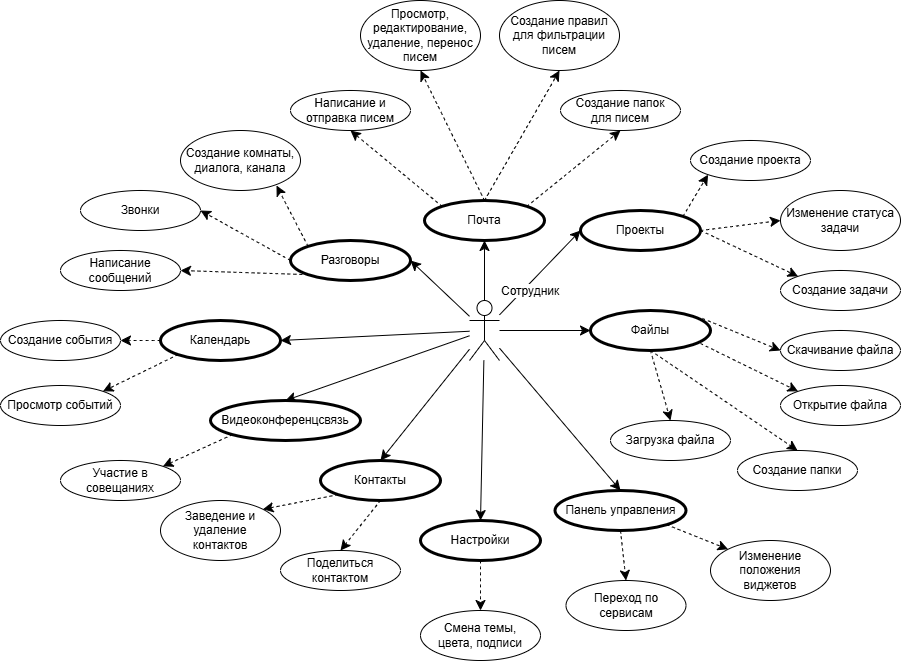 Просмотр,
редактирование,
удаление, перенос
писем
Создание правил
для фильтрации
писем
Написание и
отправка писем
Создание папок
для писем
Создание комнаты,
диалога, канала
Создание проекта
Звонки
Почта
Проекты
Изменение статуса
задачи
Написание
сообщений
Разговоры
Сотрудник
Создание задачи
Создание события
Календарь
Файлы
Скачивание файла
Просмотр событий
Видеоконференцсвязь
Открытие файла
Загрузка файла
Участие в
совещаниях
Контакты
Создание папки
Заведение и
удаление
контактов
Настройки
Панель управления
Поделиться
контактом
Изменение
положения
виджетов
Переход по
сервисам
Смена темы,
цвета, подписи